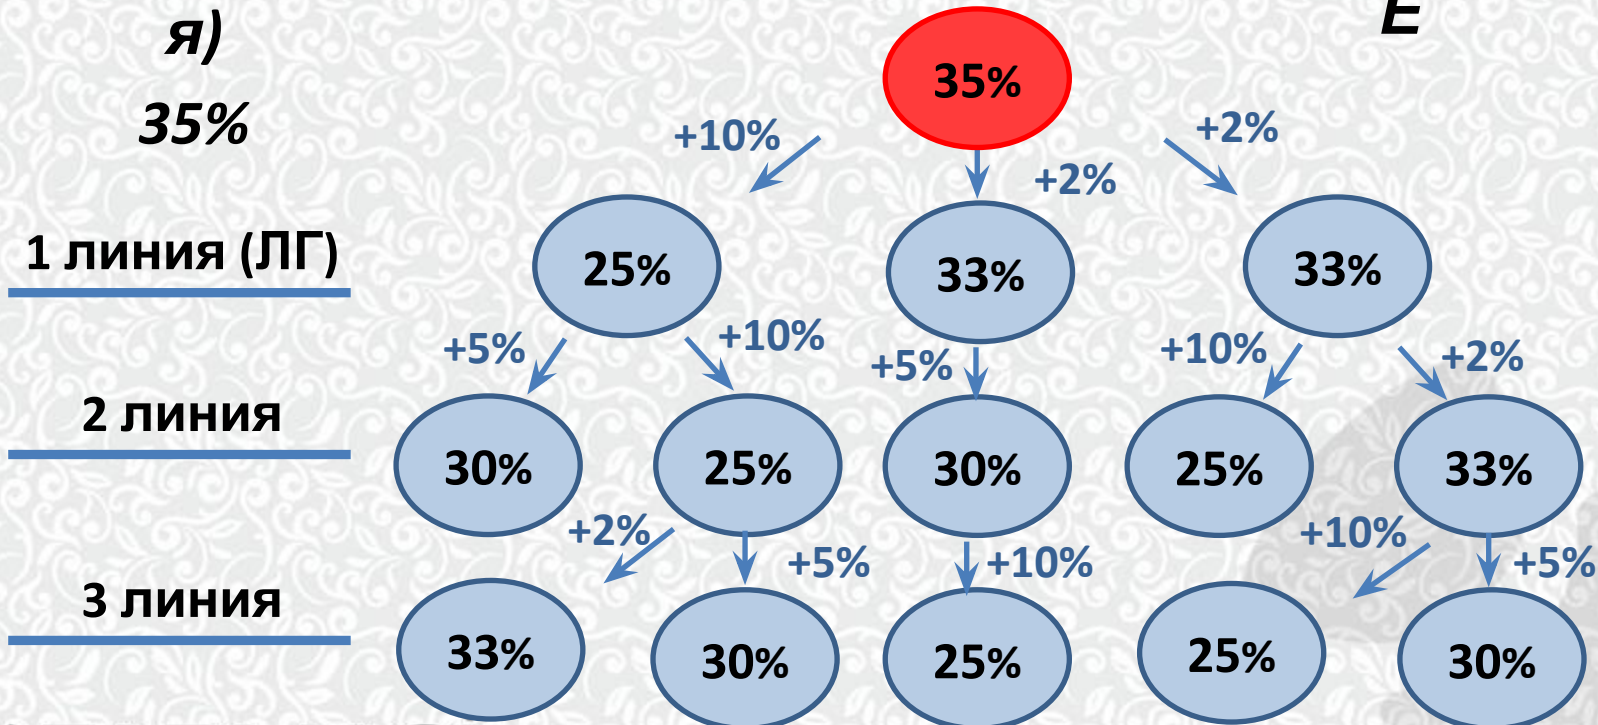 я) Е
35%
35%
+10% +2%
+2%
1 линия (ЛГ)
25% 33% 33%
+5% +10% +5% +10% +2%
2 линия
30% 25% 30% 25% 33%
+2% +5% +10% +10% +5%
3 линия
33% 30% 25% 25% 30%